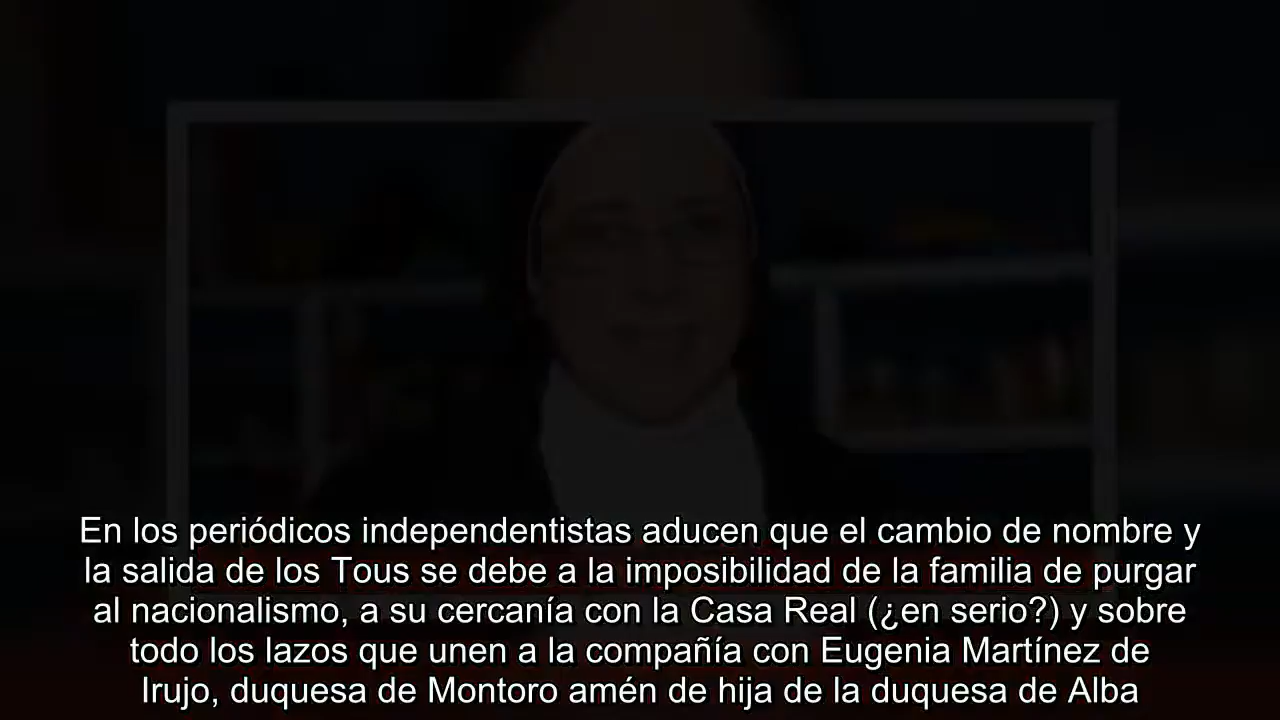 En los periódicos independentistas aducen que el cambio de nombre y
la salida de los Tous se debe a la imposibilidad de la familia de purgar
al nacionalismo, a su cercanía con la Casa Real (¿en serio?) y sobre
todo los lazos que unen a la compañía con Eugenia Martínez de
Irujo, duquesa de Montoro amén de hija de la duquesa de Alba